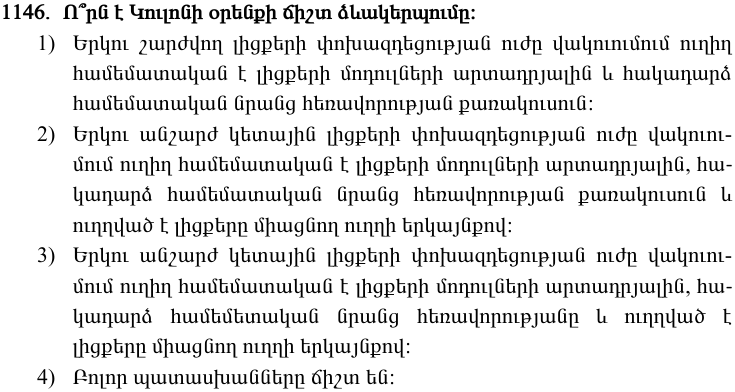 1146. Ո՞րն է Կուլոնի օրենքի ճիշտ ձևակերպումը:
1) Երկու շարժվող լիցքերի փոխազդեցության ուժը վակուումում ուղիղ
համեմատական է լիցքերի մոդուլների արտադրյալին և հակադարձ
համեմատական նրանց հեռավորության քառակուսուն:
2) Երկու անշարժ կետային լիցքերի փոխազդեցության ուժը վակուու-
մում ուղիղ համեմատական է լիցքերի մոդուլների արտադրյալին, հա-
կադարձ համեմատական նրանց հեռավորության քառակուսուն և
ուղղված է լիցքերը միացնող ուղղի երկայնքով:
3) Երկու անշարժ կետային լիցքերի փոխազդեցության ուժը վակուու-
մում ուղիղ համեմատական է լիցքերի մոդուլների արտադրյալին, հա-
կադարձ համեմետական նրանց հեռավորությանը և ուղղված է
լիցքերը միացնող ուղղի երկայնքով:
4) Բոլոր պատասխանները ճիշտ են: